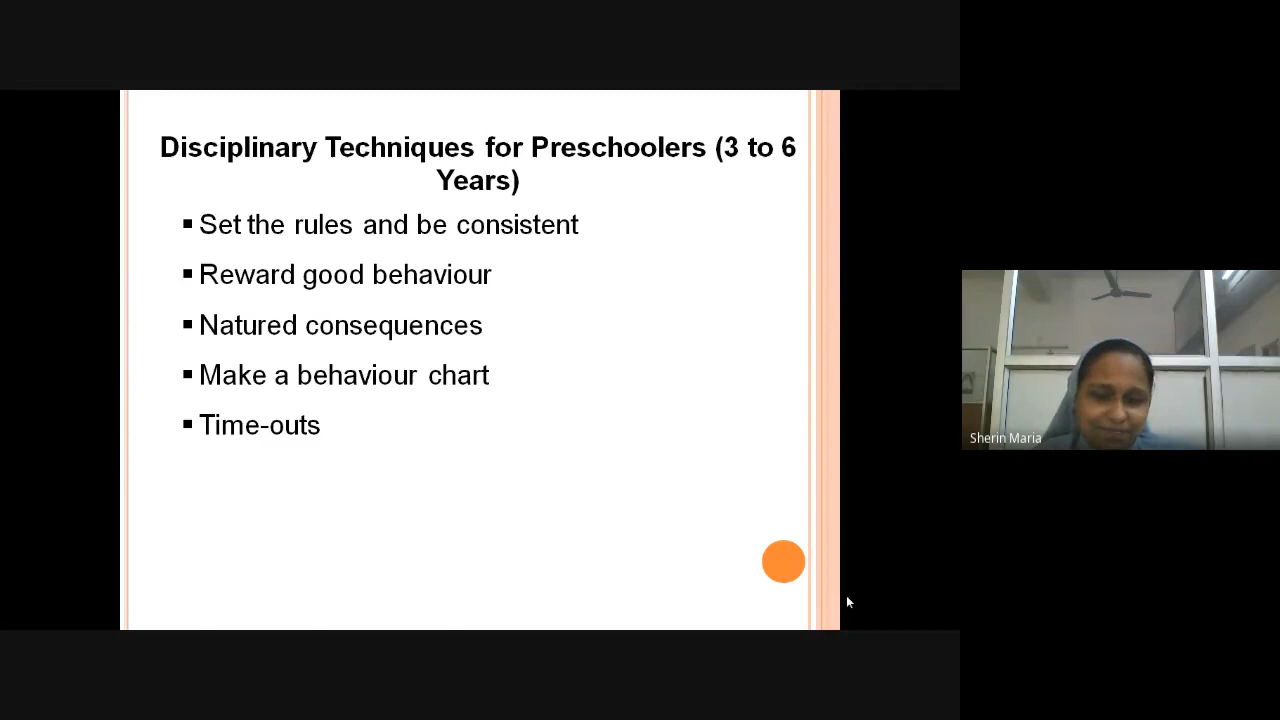 Disciplinary Techniques for Preschoolers (3 to 6
Years)
▪ Set the rules and be consistent
▪ Reward good behaviour
▪ Natured consequences
▪ Make a behaviour chart
▪ Time-outs
Sherin Maria